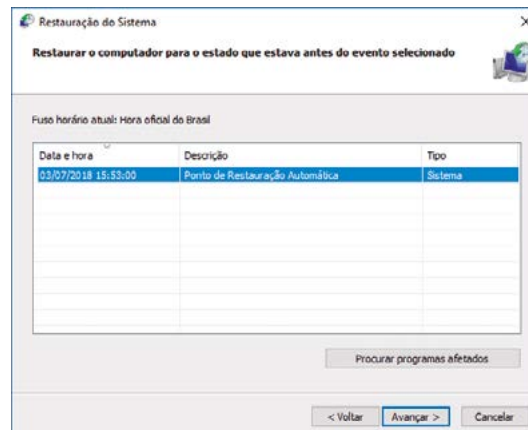 Restauração do Sistema
Restaurar o computador para o estado que estava antes do evento selecionado
Fuso horário atual: Hora oficial do Brasil
Data e hora Descrição Tipo
03/07/2018 15:53:00 Ponto de Restauração Automática Sistema
Procurar programas afetados
< Voltar Avançar > Cancelar